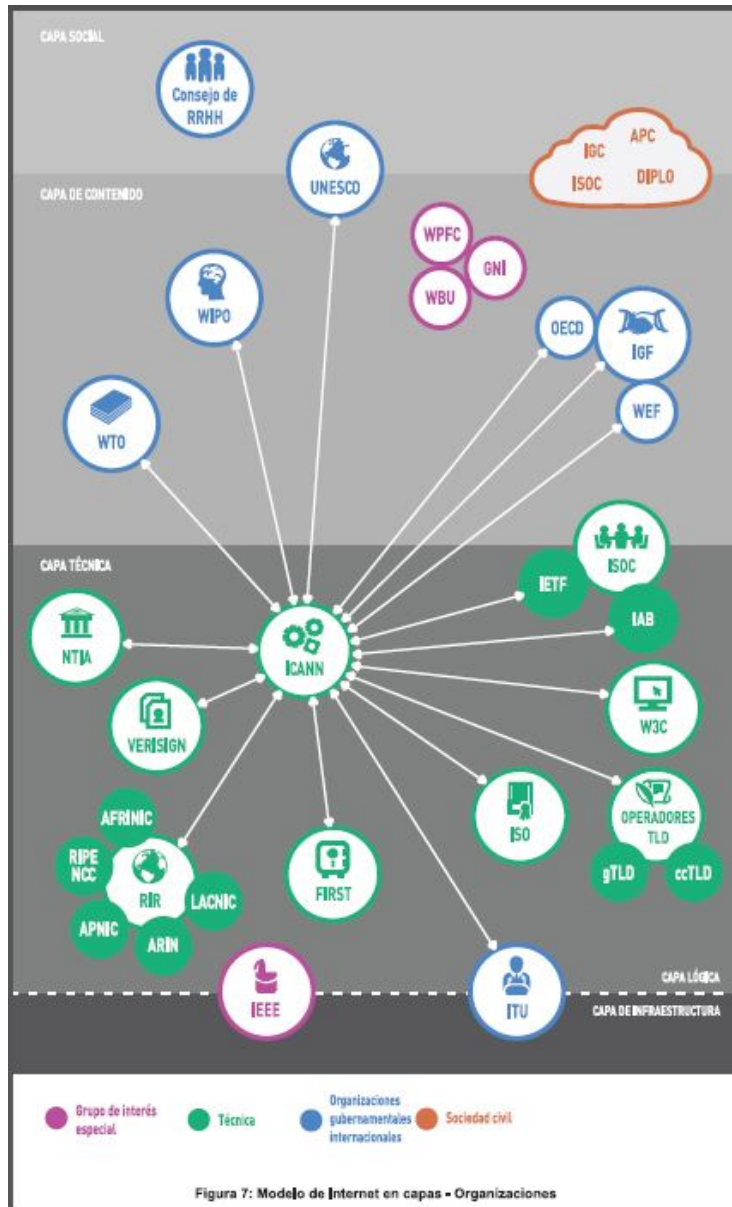 CAPA SOCIAL
Consejo de
RRHH
UNESCO
APC
IGC
ISOC
DIPLO
CAPA DE CONTENIDO
WPFC
GNI
WBU
WIPO
OECD
IGF
WEF
WTO
CAPA TÉCNICA
ISOC
IETF
IAB
NTIA
ICANN
W3C
VERISIGN
ISO
OPERADORES
TLD
gTLD
ccTLD
AFRINIC
RIPE
NCC
RIR
LACNIC
APNIC
ARIN
FIRST
IEEE
ITU
CAPA LÓGICA
CAPA DE INFRAESTRUCTURA
Grupo de interés
especial
Técnica
Organizaciones
gubernamentales
internacionales
Sociedad civil
Figura 7: Modelo de Internet en capas - Organizaciones